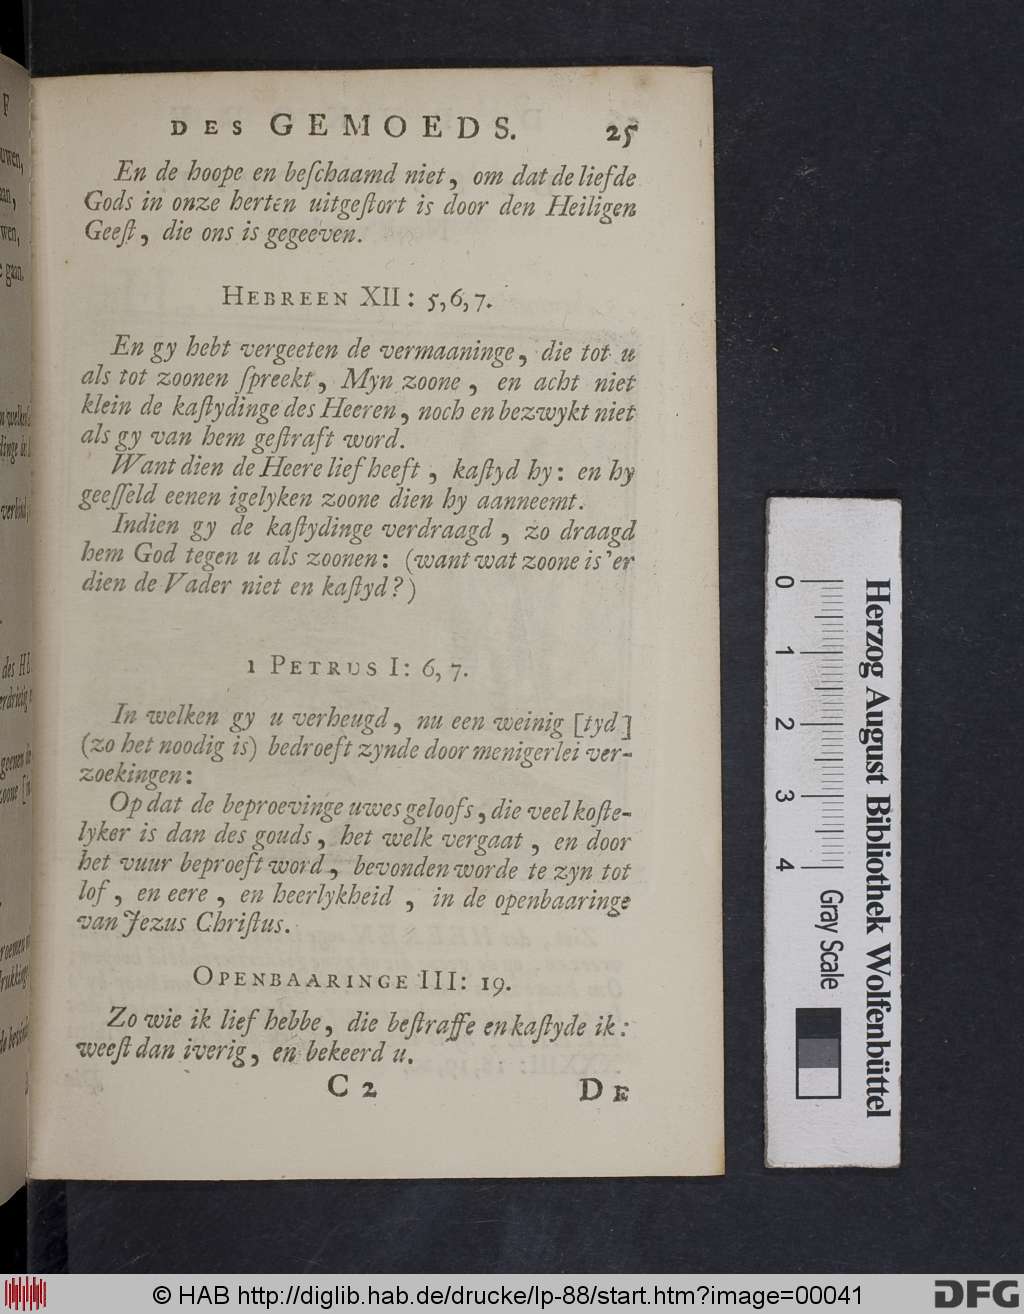 DES GEMOEDS. 25
En de hoope en beſchaamd niet, om dat de liefde
Gods in onze herten uitgeſtort is door den Heiligen
Geeſt, die ons is gegeeven.
HEBREEN XII: 5, 6, 7.
En gy hebt vergeeten de vermaaninge, die tot u
als tot zoonen ſpreekt, Myn zoone, en acht niet
klein de kaſtydinge des Heeren, noch en bezwykt niet
als gy van hem geſtraft word.
Want dien de Heere lief heeft, kaſtyd hy: en hy
geeſſeld eenen igelyken zoone dien hy aanneemt.
Indien gy de kaſtydinge verdraagd, zo draagd
hem God tegen u als zoonen: (want wat zoone is'er
dien de Vader niet en kaſtyd?)
1 PETRUS I: 6, 7.
In welken gy u verheugd, nu een weinig [tyd]
(zo het noodig is) bedroeft zynde door menigerlei ver-
zoekingen:
Op dat de beproevinge uwes geloofs, die veel koſte-
lyker is dan des gouds, het welk vergaat, en door
het vuur beproeft word, bevonden worde te zyn tot
lof, en eere, en heerlykheid, in de openbaaringe
van Jezus Chriſtus.
OPENBAARINGE III: 19.
Zo wie ik lief hebbe, die beſtraffe en kaſtyde ik:
weeſt dan iverig, en bekeerd u.
C 2 DE
0 1 2 3 4
Gray Scale
Herzog August Bibliothek Wolfenbüttel
© HAB http://diglib.hab.de/drucke/lp-88/start.htm?image=00041
DFG